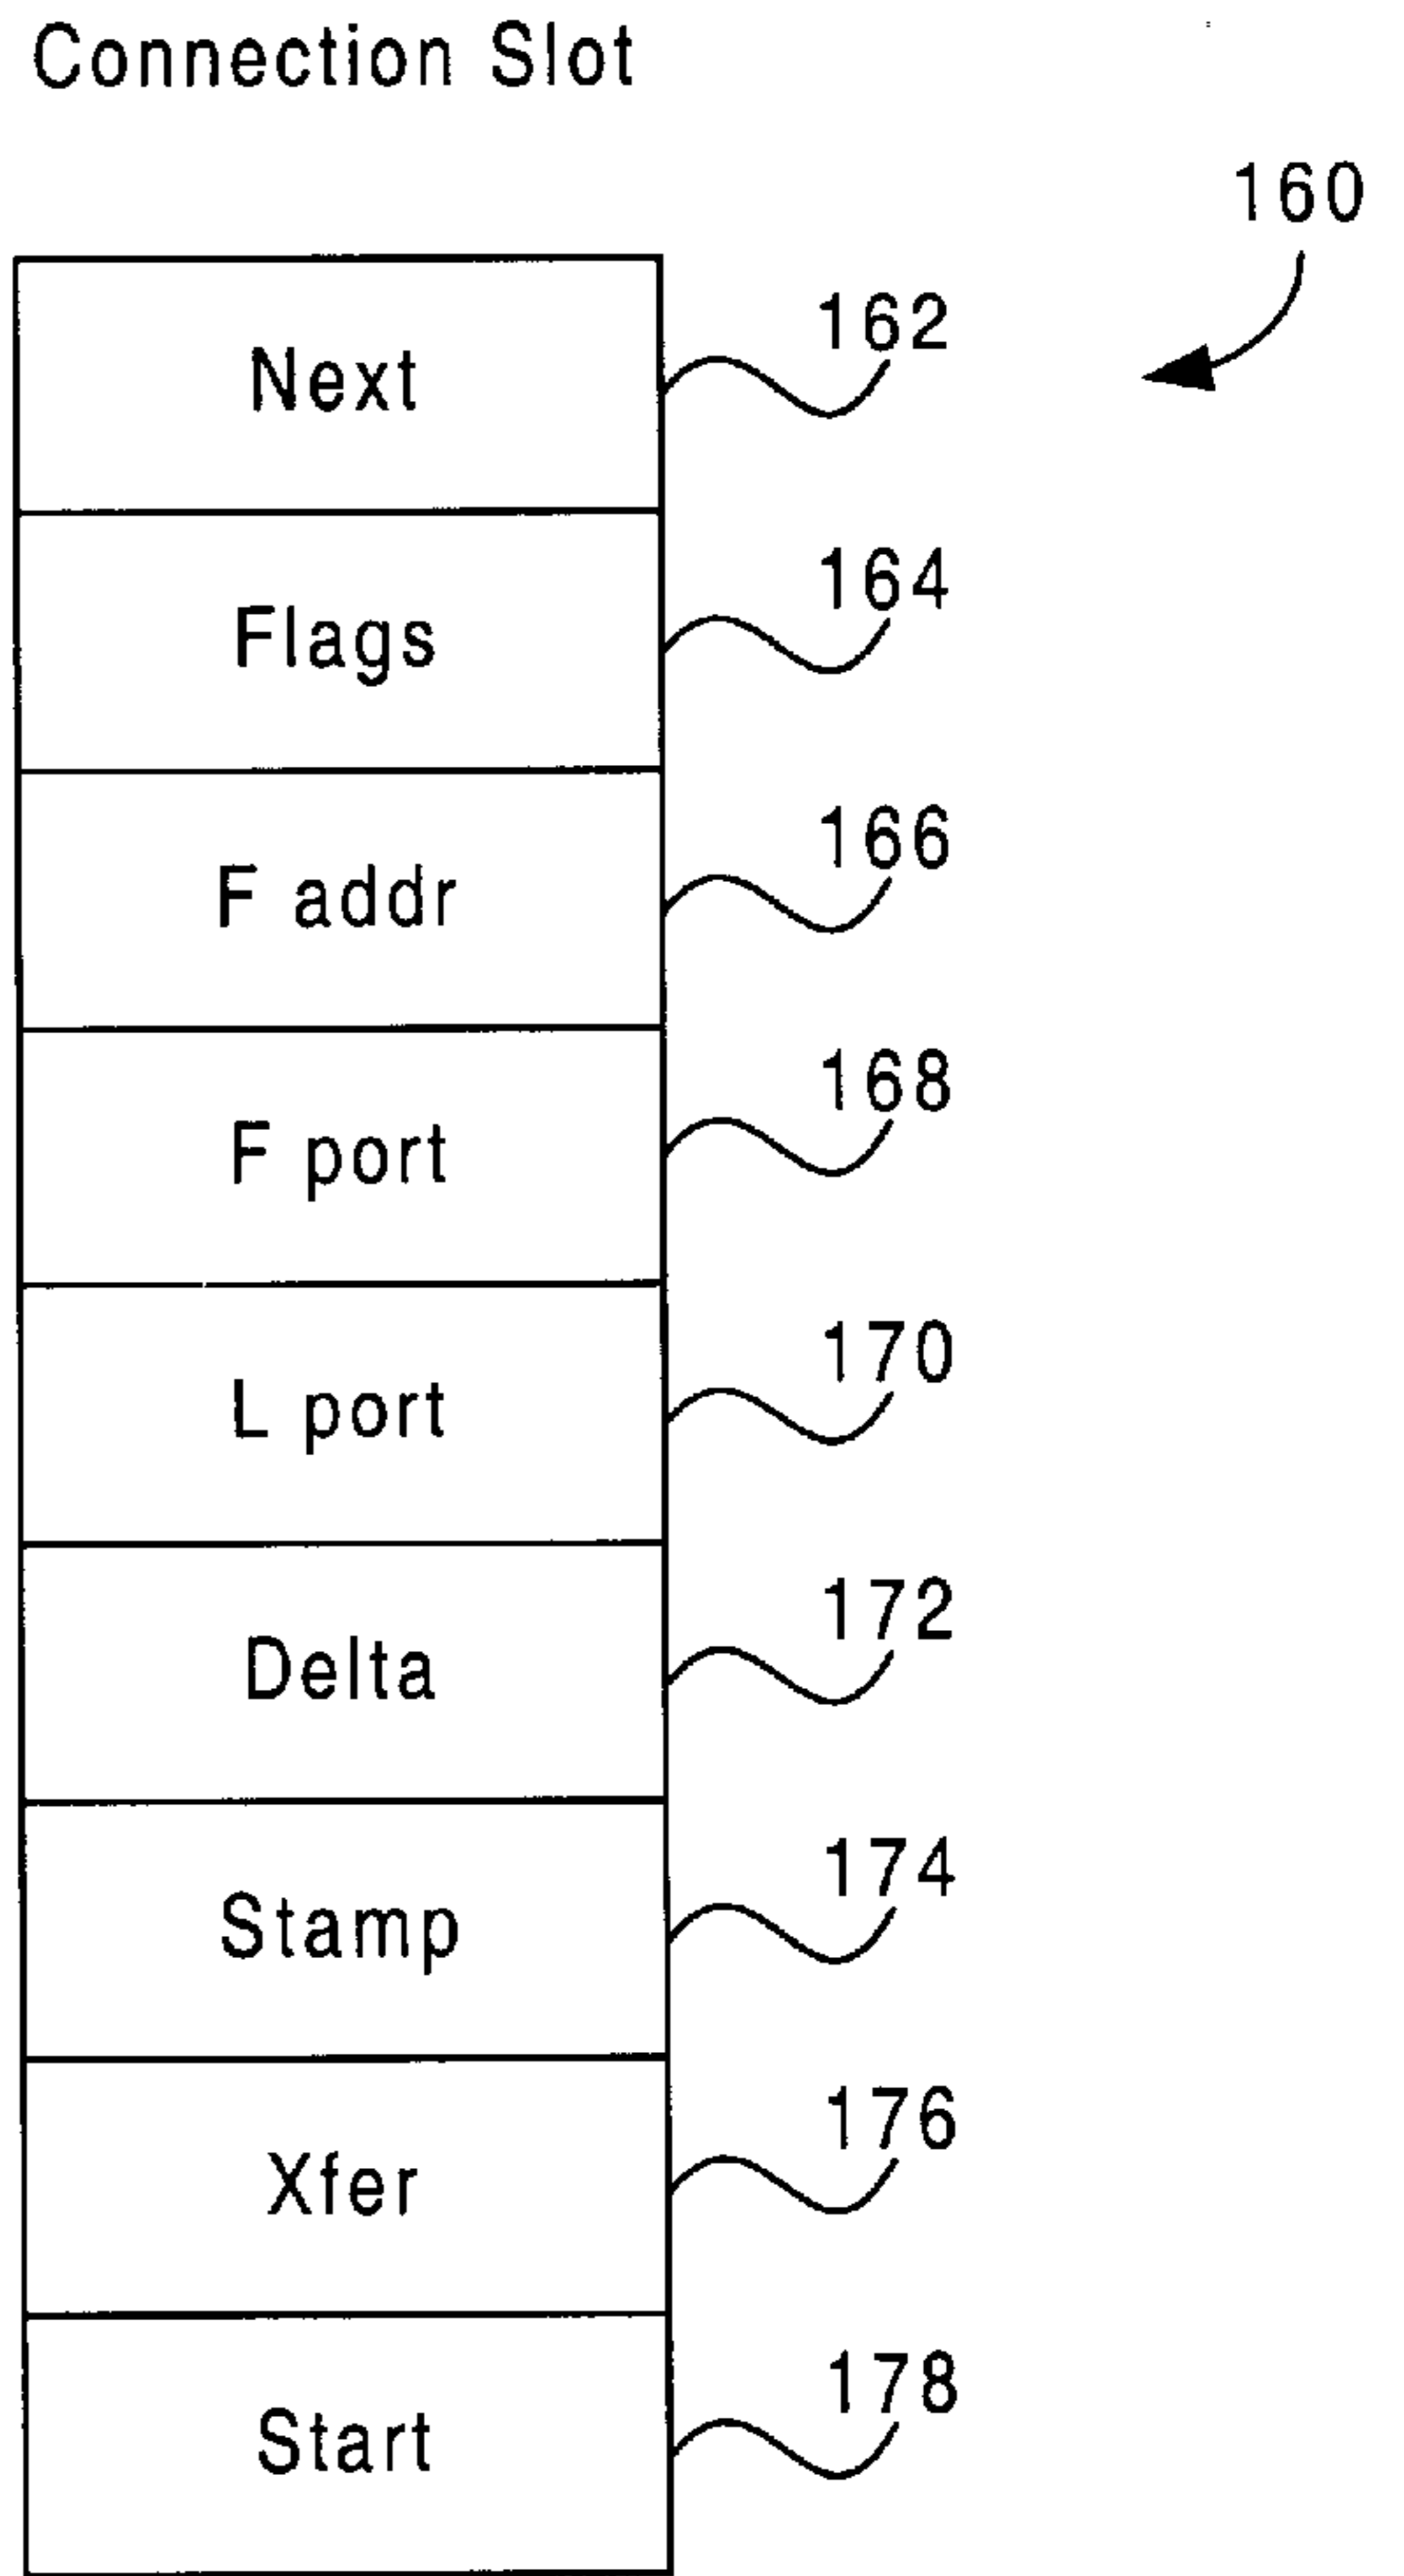 Connection Slot
160
Next
162
Flags
164
F addr
166
F port
168
L port
170
Delta
172
Stamp
174
Xfer
176
Start
178